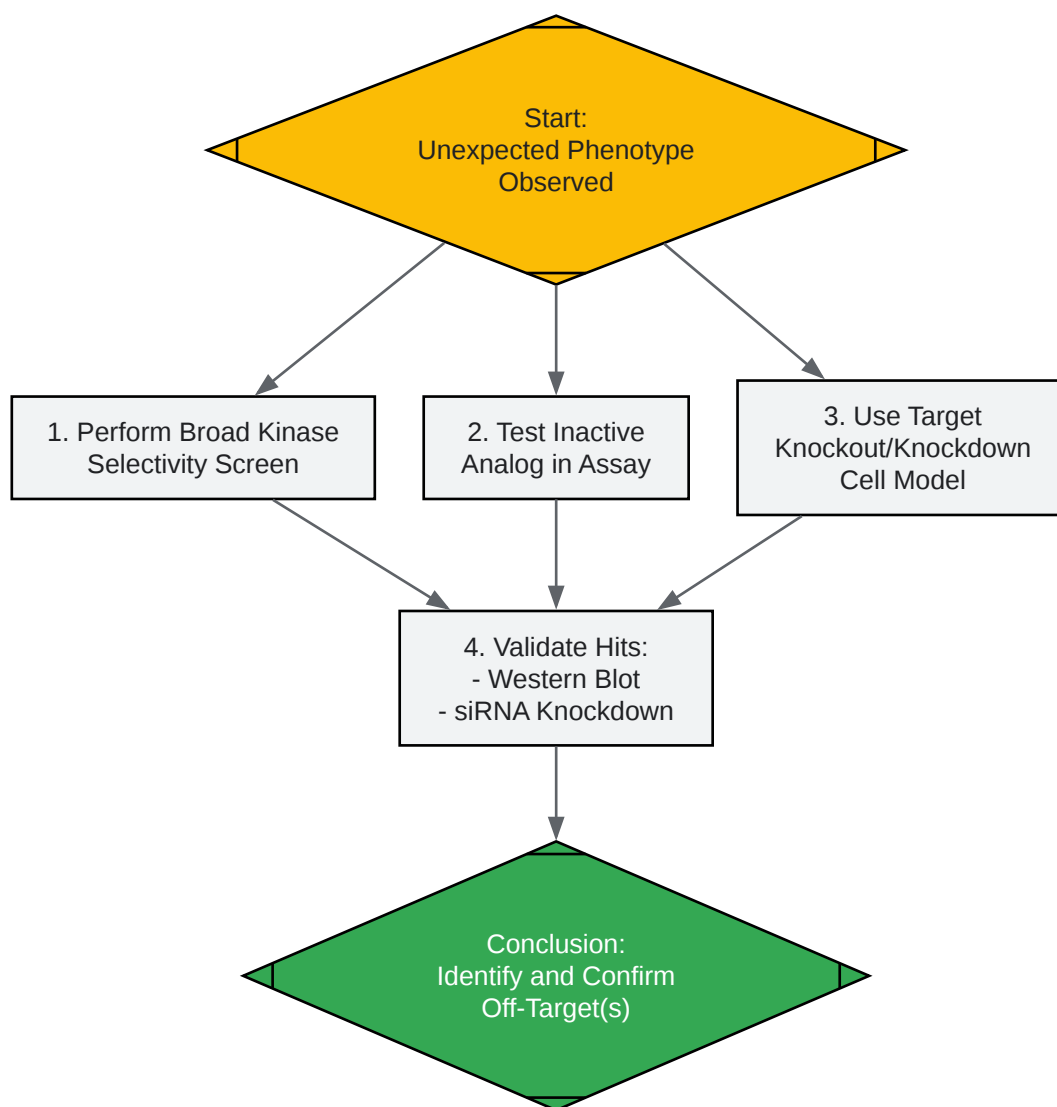 Start:
Unexpected Phenotype
Observed
1. Perform Broad Kinase
Selectivity Screen
2. Test Inactive
Analog in Assay
3. Use Target
Knockout/Knockdown
Cell Model
4. Validate Hits:
- Western Blot
- siRNA Knockdown
Conclusion:
Identify and Confirm
Off-Target(s)